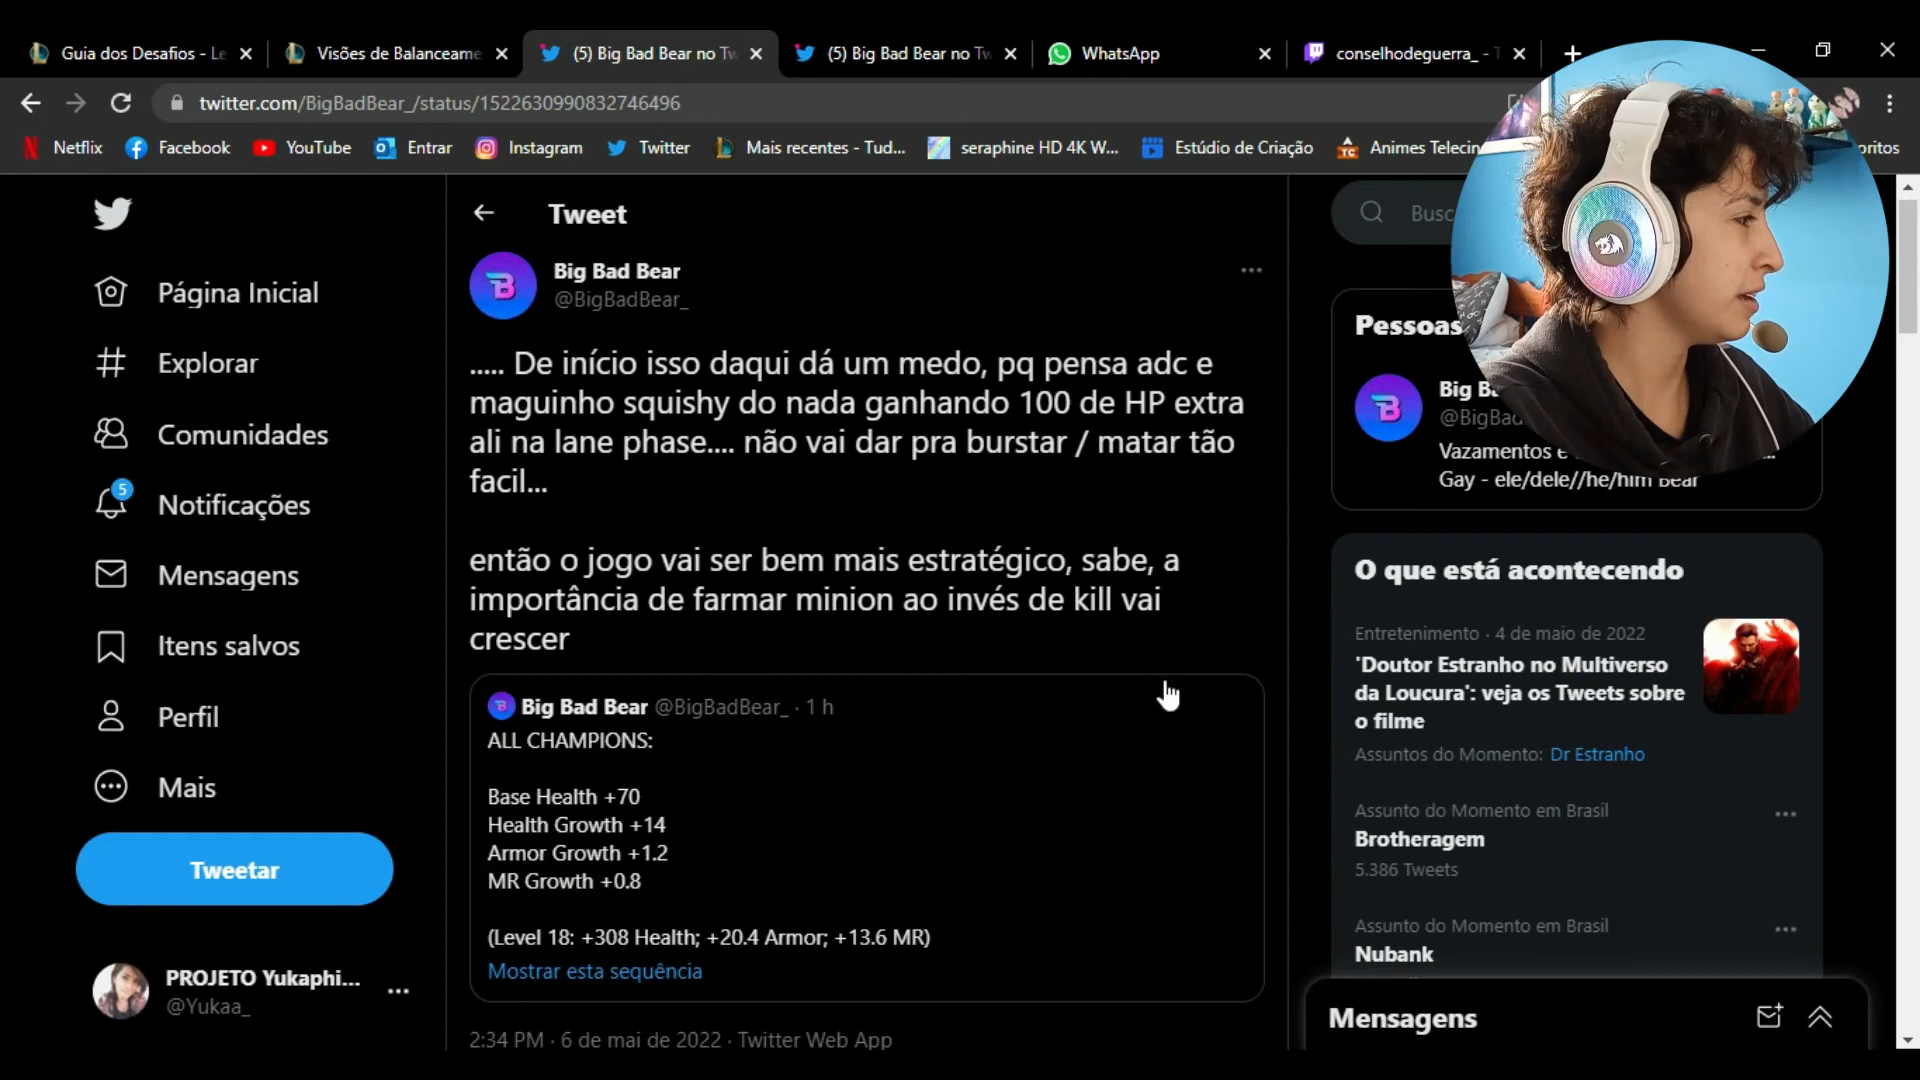 Guia dos Desafios - Le
Visões de Balanceame
(5) Big Bad Bear no Tw
(5) Big Bad Bear no Tw
WhatsApp
conselhodeguerra_ - T
twitter.com/BigBadBear_/status/1522630990832746496
Netflix
Facebook
YouTube
Entrar
Instagram
Twitter
Mais recentes - Tud...
seraphine HD 4K W...
Estúdio de Criação
Animes Telecin
oritos
Página Inicial
Explorar
Comunidades
5
Notificações
Mensagens
Itens salvos
Perfil
Mais
Tweetar
PROJETO Yukaphi...
@Yukaa_
Tweet
Big Bad Bear
@BigBadBear_
..... De início isso daqui dá um medo, pq pensa adc e
maguinho squishy do nada ganhando 100 de HP extra
ali na lane phase.... não vai dar pra burstar / matar tão
facil...
então o jogo vai ser bem mais estratégico, sabe, a
importância de farmar minion ao invés de kill vai
crescer
Big Bad Bear @BigBadBear_ · 1 h
ALL CHAMPIONS:
Base Health +70
Health Growth +14
Armor Growth +1.2
MR Growth +0.8
(Level 18: +308 Health; +20.4 Armor; +13.6 MR)
Mostrar esta sequência
2:34 PM · 6 de mai de 2022 · Twitter Web App
Busc
Pessoas
Big Ba
@BigBad
Vazamentos e
Gay - ele/dele//he/him Bear
O que está acontecendo
Entretenimento · 4 de maio de 2022
'Doutor Estranho no Multiverso
da Loucura': veja os Tweets sobre
o filme
Assuntos do Momento: Dr Estranho
Assunto do Momento em Brasil
Brotheragem
5.386 Tweets
Assunto do Momento em Brasil
Nubank
Mensagens